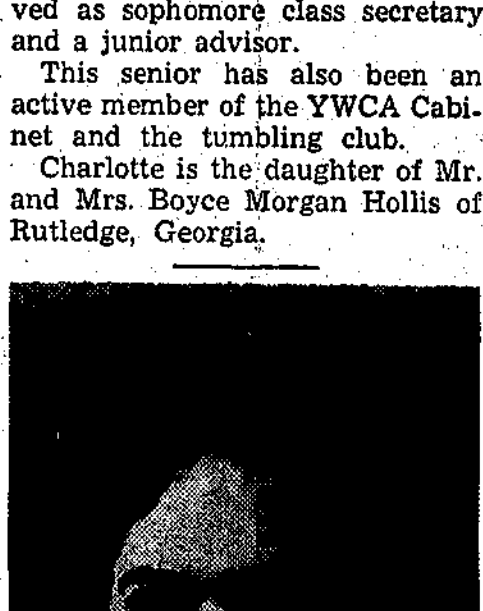 ved as sophomore class secretary
and a junior advisor.
This senior has also been an
active member of the YWCA Cabi-
net and the tumbling club.
Charlotte is the daughter of Mr.
and Mrs. Boyce Morgan Hollis of
Rutledge, Georgia.